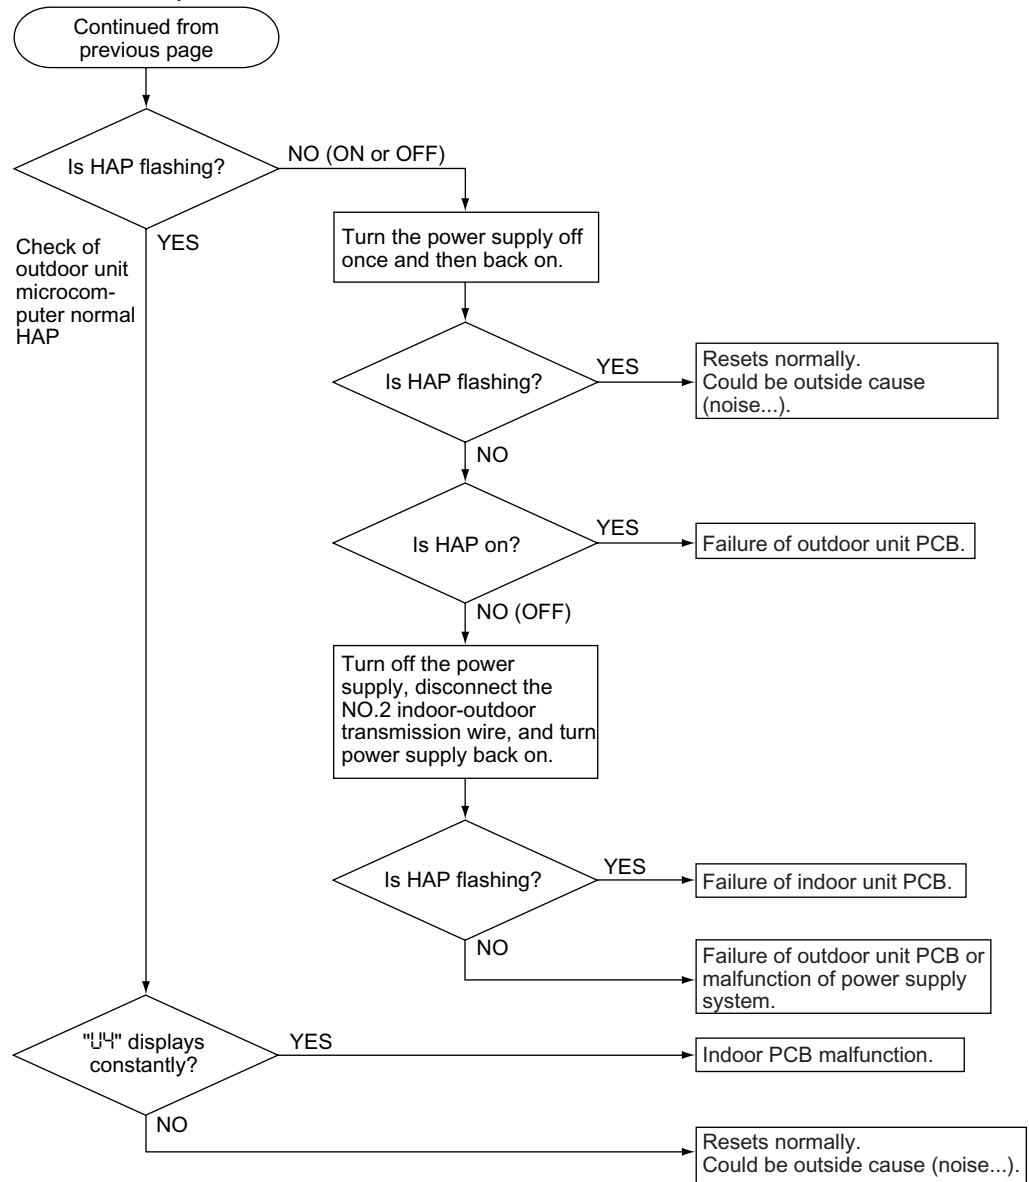 Continued from
previous page
Is HAP flashing?
NO (ON or OFF)
YES
Check of
outdoor unit
microcom-
puter normal
HAP
Turn the power supply off
once and then back on.
Is HAP flashing?
YES
Resets normally.
Could be outside cause
(noise...).
NO
Is HAP on?
YES
Failure of outdoor unit PCB.
NO (OFF)
Turn off the power
supply, disconnect the
NO.2 indoor-outdoor
transmission wire, and turn
power supply back on.
Is HAP flashing?
YES
Failure of indoor unit PCB.
NO
Failure of outdoor unit PCB or
malfunction of power supply
system.
"U4" displays
constantly?
YES
Indoor PCB malfunction.
NO
Resets normally.
Could be outside cause (noise...).